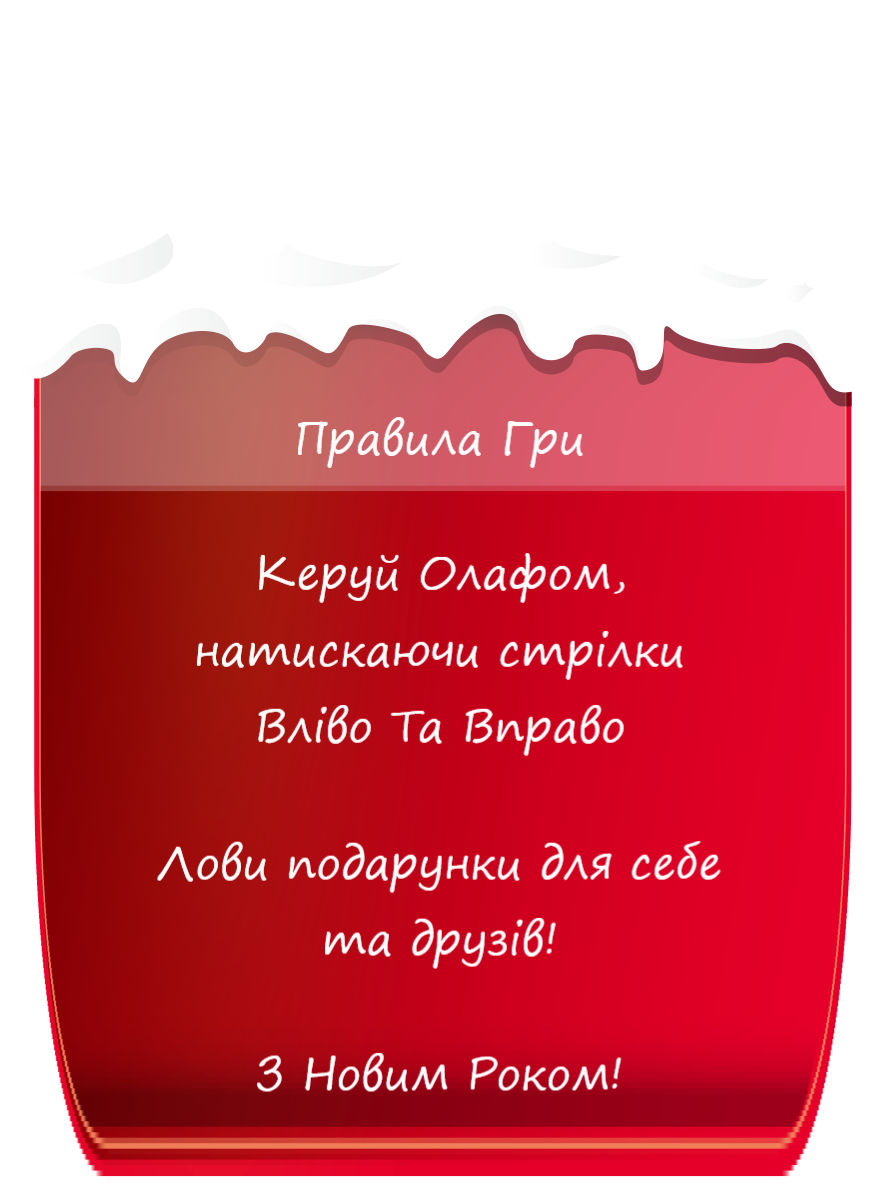 Правила Гри
Керуй Олафом,
натискаючи стрілки
Вліво Та Вправо
Лови подарунки для себе
та друзів!
З Новим Роком!